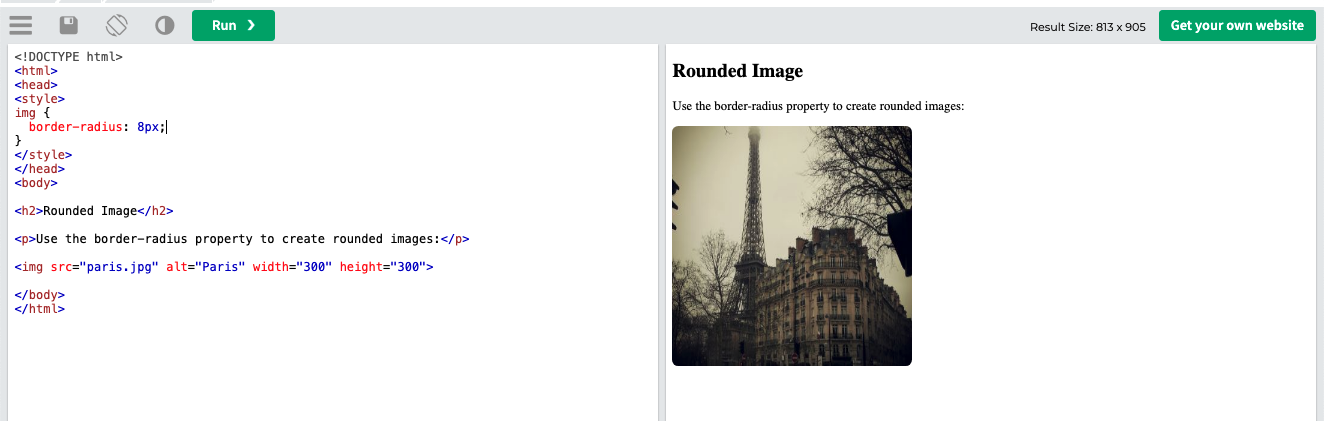 Run ❯
Result Size: 813 x 905
Get your own website
<!DOCTYPE html>
<html>
<head>
<style>
img {
  border-radius: 8px;
}
</style>
</head>
<body>
<h2>Rounded Image</h2>
<p>Use the border-radius property to create rounded images:</p>
<img src="paris.jpg" alt="Paris" width="300" height="300">
</body>
</html>
Rounded Image
Use the border-radius property to create rounded images: